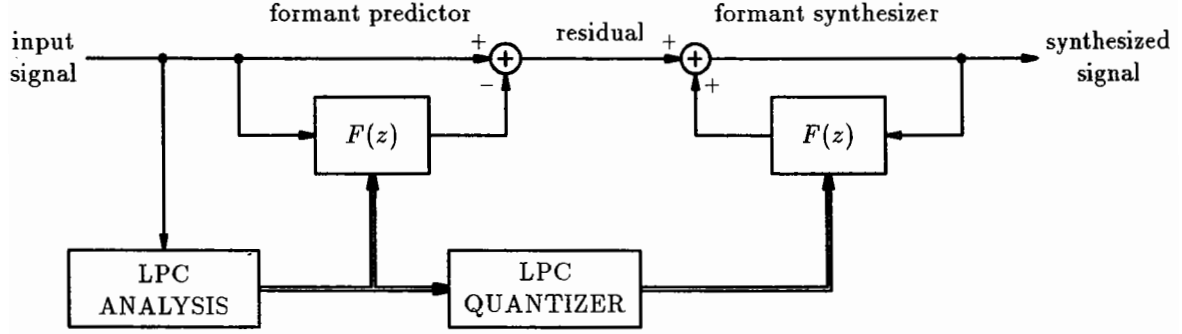 formant predictor
formant synthesizer
input
signal
+
+
residual
+
+
synthesized
signal
−
+
F(z)
F(z)
LPC
ANALYSIS
LPC
QUANTIZER